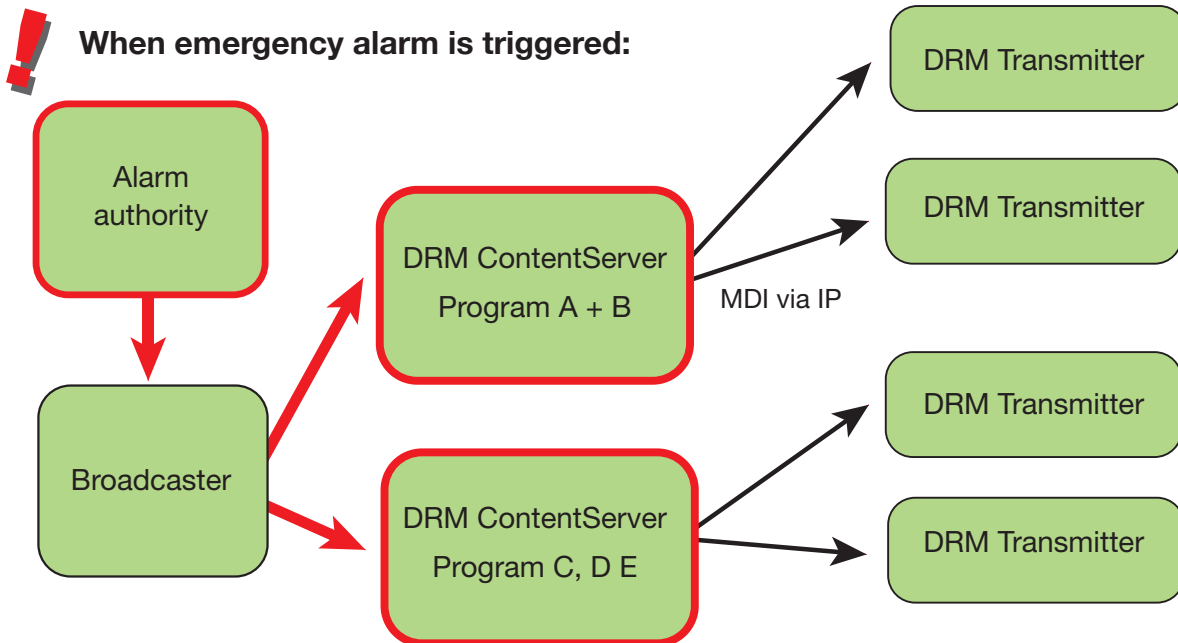 When emergency alarm is triggered:
Alarm
authority
Broadcaster
DRM ContentServer
Program A + B
DRM ContentServer
Program C, D E
MDI via IP
DRM Transmitter
DRM Transmitter
DRM Transmitter
DRM Transmitter